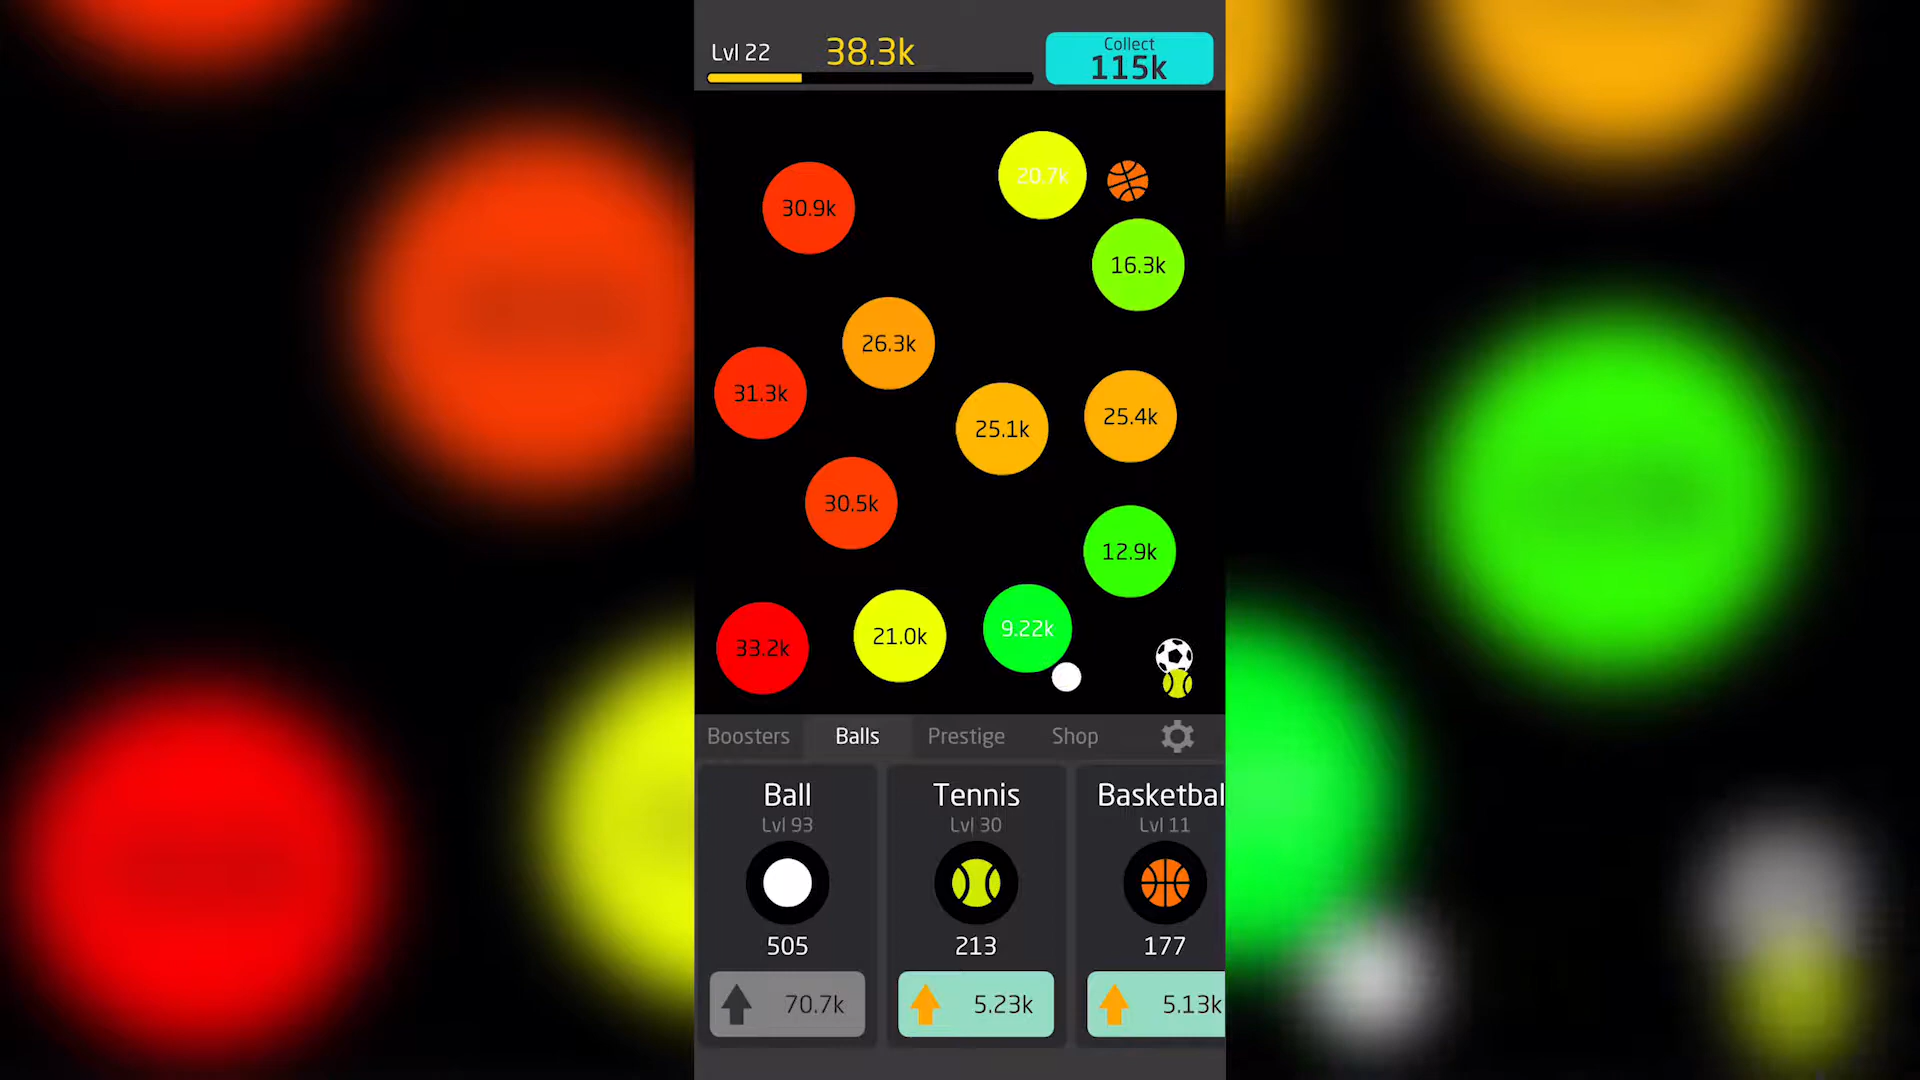 Lvl 22
38.3k
Collect
115k
20.7k
30.9k
16.3k
26.3k
31.3k
25.4k
25.1k
30.5k
12.9k
9.22k
21.0k
33.2k
Boosters
Balls
Prestige
Shop
Ball
Tennis
Basketbal
Lvl 93
Lvl 30
Lvl 11
505
213
177
70.7k
5.23k
5.13k